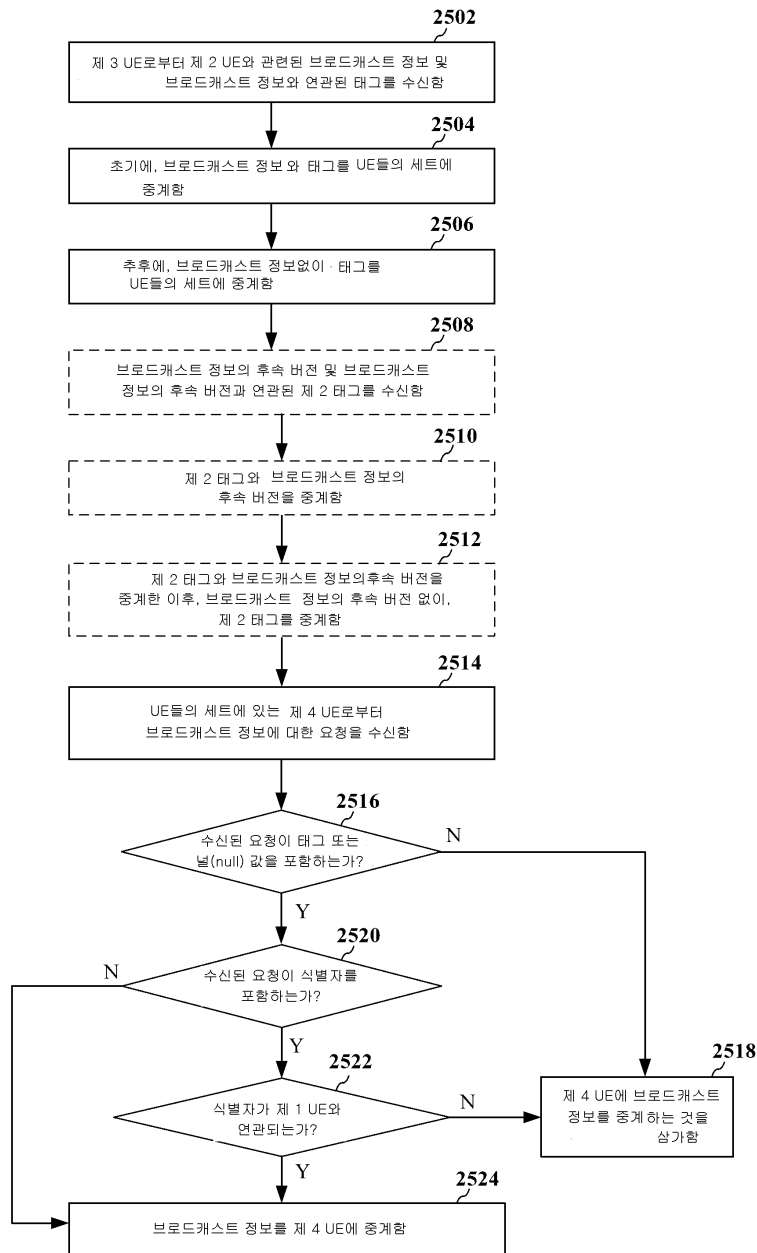 2502
제 3 UE로부터 제 2 UE와 관련된 브로드캐스트 정보 및
브로드캐스트 정보와 연관된 태그를 수신함
2504
초기에, 브로드캐스트 정보와 태그를 UE들의 세트에
중계함
2506
추후에, 브로드캐스트 정보없이 태그를
UE들의 세트에 중계함
2508
브로드캐스트 정보의 후속 버전 및 브로드캐스트
정보의 후속 버전과 연관된 제 2 태그를 수신함
2510
제 2 태그와 브로드캐스트 정보의
후속 버전을 중계함
2512
제 2 태그와 브로드캐스트 정보의후속 버전을
중계한 이후, 브로드캐스트 정보의 후속 버전 없이,
제 2 태그를 중계함
2514
UE들의 세트에 있는 제 4 UE로부터
브로드캐스트 정보에 대한 요청을 수신함
2516
수신된 요청이 태그 또는
널(null) 값을 포함하는가?
N
Y
2520
수신된 요청이 식별자를
포함하는가?
N
Y
2522
식별자가 제 1 UE와
연관되는가?
N
Y
2518
제 4 UE에 브로드캐스트
정보를 중계하는 것을
삼가함
2524
브로드캐스트 정보를 제 4 UE에 중계함